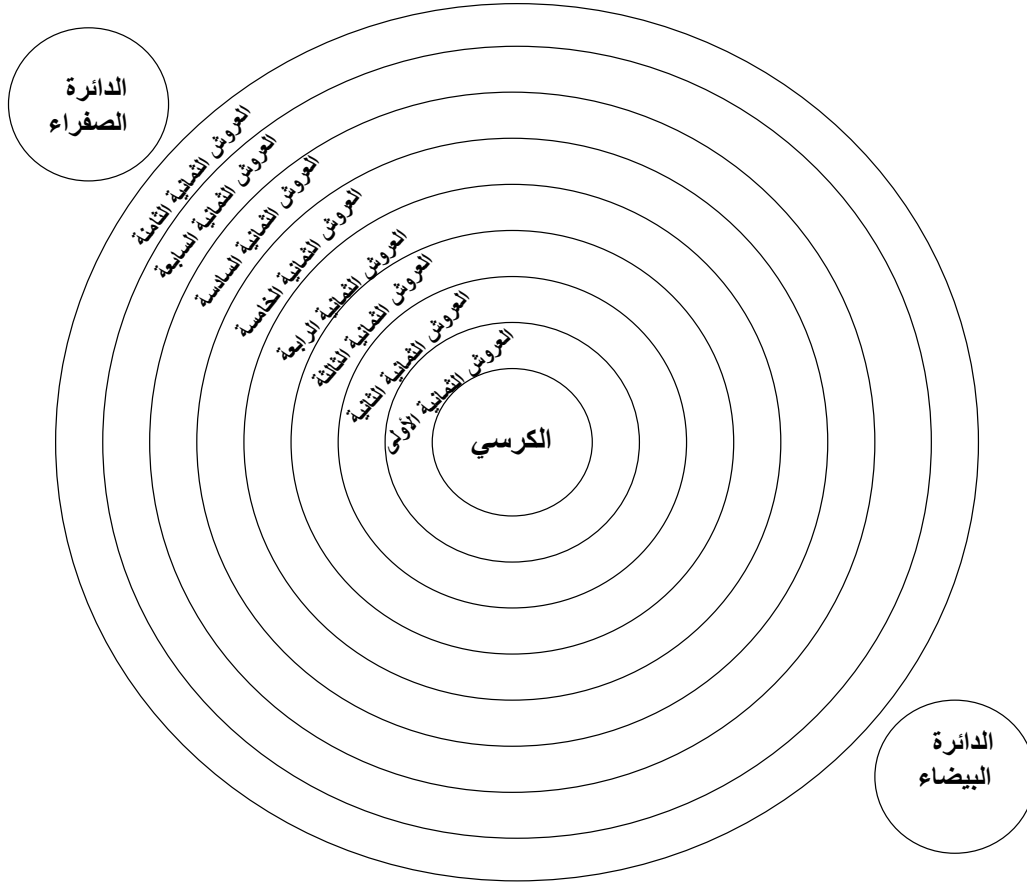 الدائرة
الصفراء
العروش الثمانية الثامنة
العروش الثمانية السابعة
العروش الثمانية السادسة
العروش الثمانية الخامسة
العروش الثمانية الرابعة
العروش الثمانية الثالثة
العروش الثمانية الثانية
العروش الثمانية الأولى
الكرسي
الدائرة
البيضاء